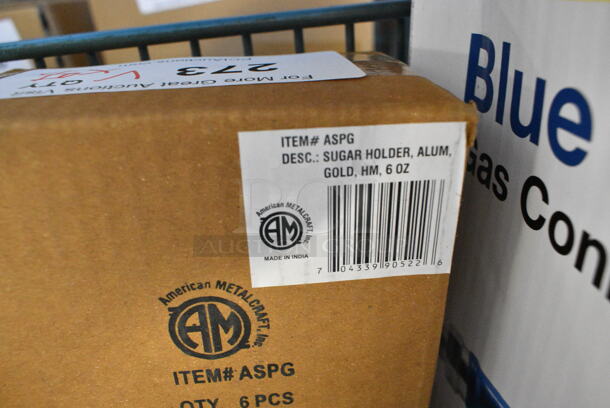 For More Great Auctions Visit
273
QTY
ITEM# ASPG
DESC.: SUGAR HOLDER, ALUM,
GOLD, HM, 6 OZ
American METALCRAFT, Inc.
AM
MADE IN INDIA
7 04339 90522 6
American METALCRAFT, Inc.
AM
ITEM# ASPG
QTY 6 PCS
Blue
Gas Con